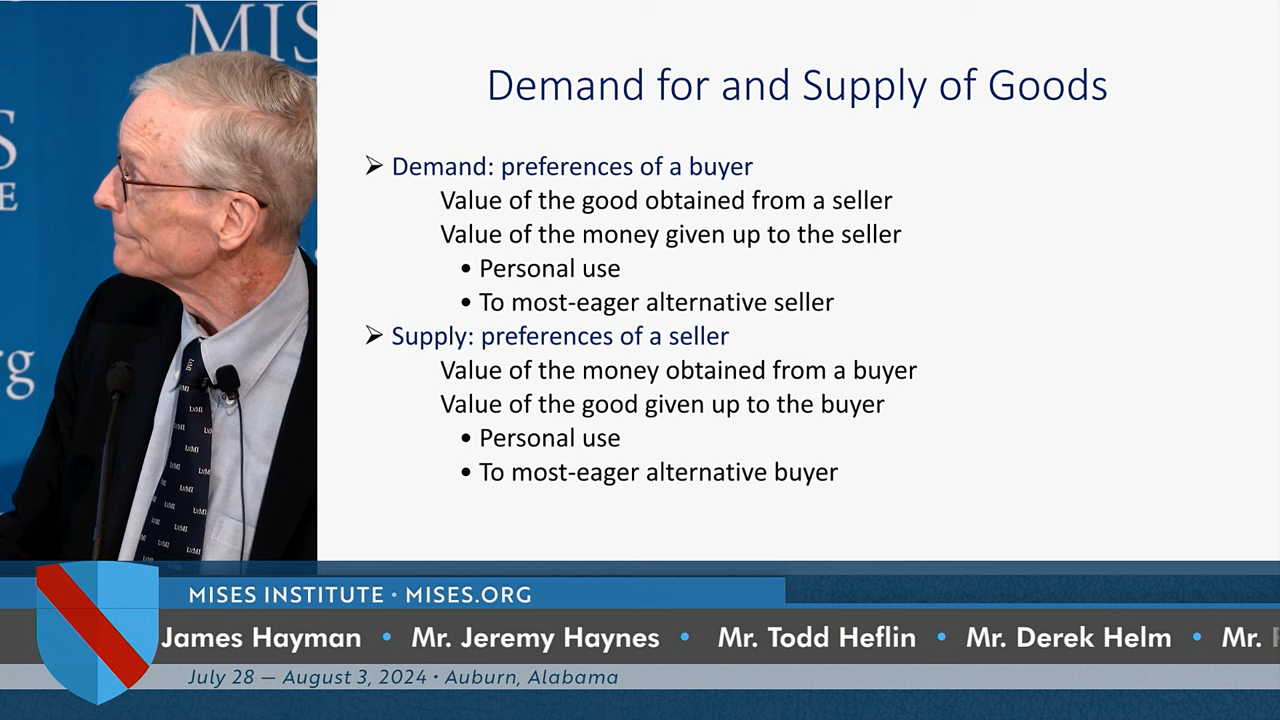 MIS
S
E
rg
Demand for and Supply of Goods
➢ Demand: preferences of a buyer
Value of the good obtained from a seller
Value of the money given up to the seller
• Personal use
• To most-eager alternative seller
➢ Supply: preferences of a seller
Value of the money obtained from a buyer
Value of the good given up to the buyer
• Personal use
• To most-eager alternative buyer
MISES INSTITUTE • MISES.ORG
James Hayman • Mr. Jeremy Haynes • Mr. Todd Heflin • Mr. Derek Helm • Mr.
July 28 — August 3, 2024 • Auburn, Alabama